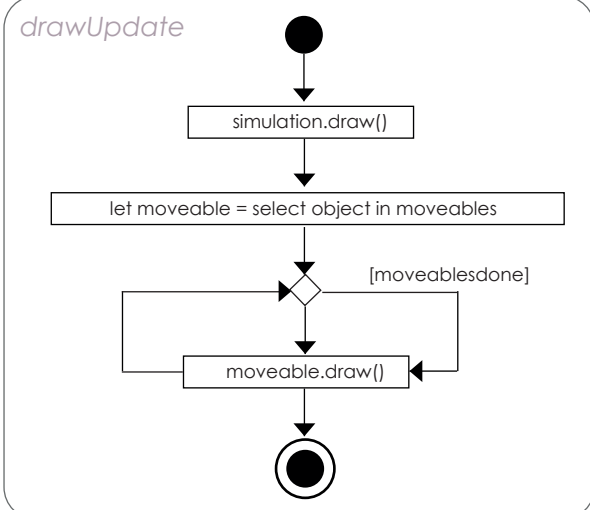 drawUpdate
simulation.draw()
let moveable = select object in moveables
[moveablesdone]
moveable.draw()